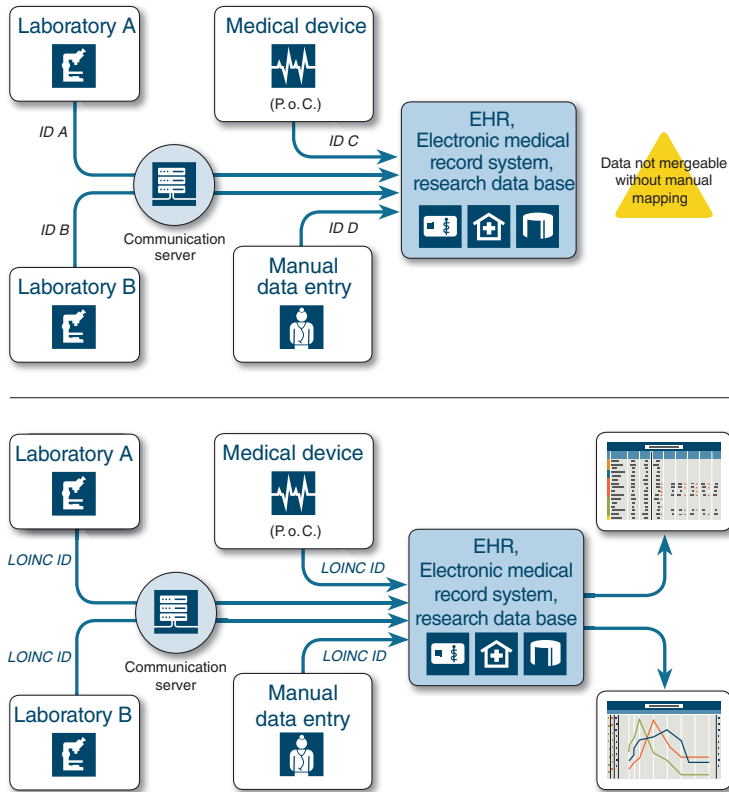 Laboratory A
Medical device
(P. o. C.)
ID A
ID C
EHR,
Electronic medical
record system,
research data base
Data not mergeable
without manual
mapping
ID B
ID D
Communication
server
Laboratory B
Manual
data entry
Laboratory A
Medical device
(P. o. C.)
LOINC ID
LOINC ID
EHR,
Electronic medical
record system,
research data base
LOINC ID
LOINC ID
Communication
server
Laboratory B
Manual
data entry